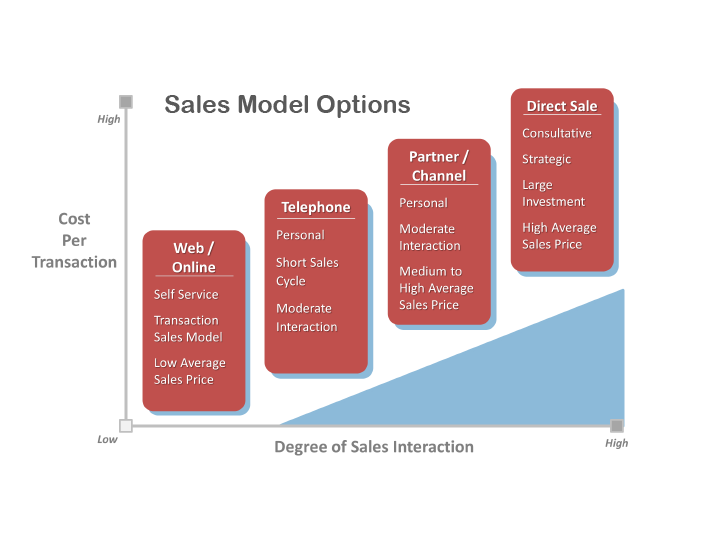 Sales Model Options
High
Cost
Per
Transaction
Low
Web /
Online
Self Service
Transaction
Sales Model
Low Average
Sales Price
Telephone
Personal
Short Sales
Cycle
Moderate
Interaction
Partner /
Channel
Personal
Moderate
Interaction
Medium to
High Average
Sales Price
Direct Sale
Consultative
Strategic
Large
Investment
High Average
Sales Price
Degree of Sales Interaction
High